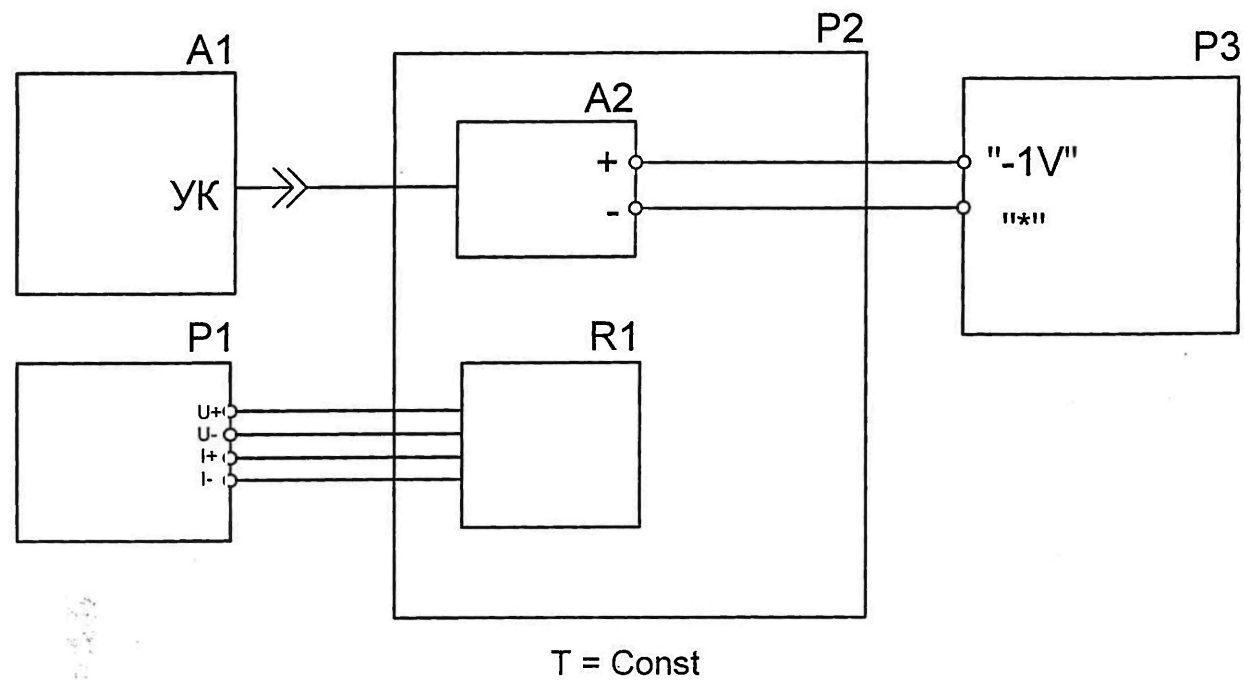 P2
P3
A1
A2
+
"-1V"
УК
-
"*"
P1
R1
U+
U-
I+
I-
T = Const